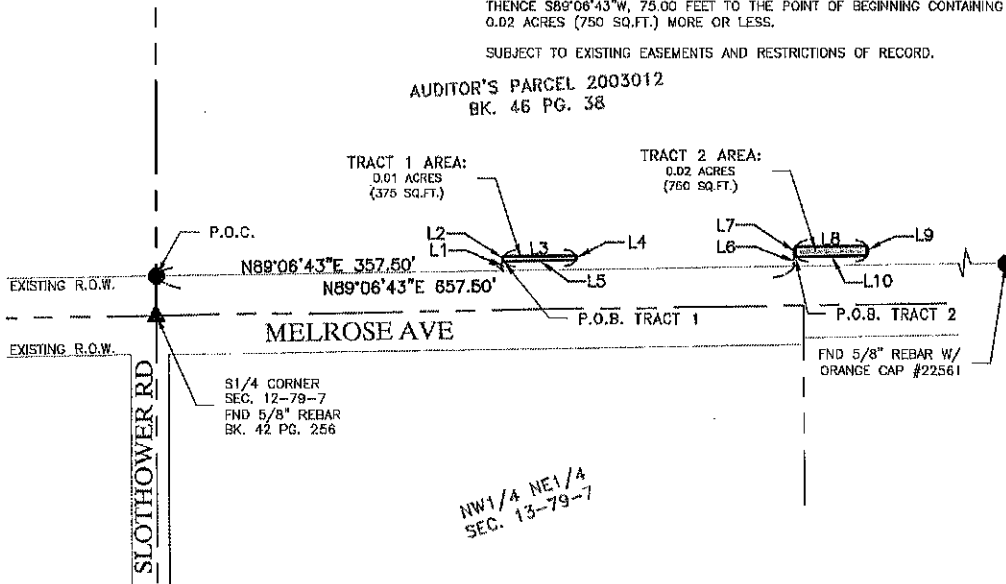 THENCE S89°06'43"W, 75.00 FEET TO THE POINT OF BEGINNING CONTAINING
0.02 ACRES (750 SQ.FT.) MORE OR LESS.
SUBJECT TO EXISTING EASEMENTS AND RESTRICTIONS OF RECORD.
AUDITOR'S PARCEL 2003012
BK. 46 PG. 38
TRACT 1 AREA:
0.01 ACRES
(375 SQ.FT.)
TRACT 2 AREA:
0.02 ACRES
(750 SQ.FT.)
P.O.C.
L2
L1
L3
L4
L5
L7
L6
L8
L9
L10
N89°06'43"E 357.50'
N89°06'43"E 657.50'
EXISTING R.O.W.
P.O.B. TRACT 1
P.O.B. TRACT 2
MELROSE AVE
EXISTING R.O.W.
FND 5/8" REBAR W/
ORANGE CAP #22561
S1/4 CORNER
SEC. 12-79-7
FND 5/8" REBAR
BK. 42 PG. 256
SLOTHOWER RD
NW1/4 NE1/4
SEC. 13-79-7